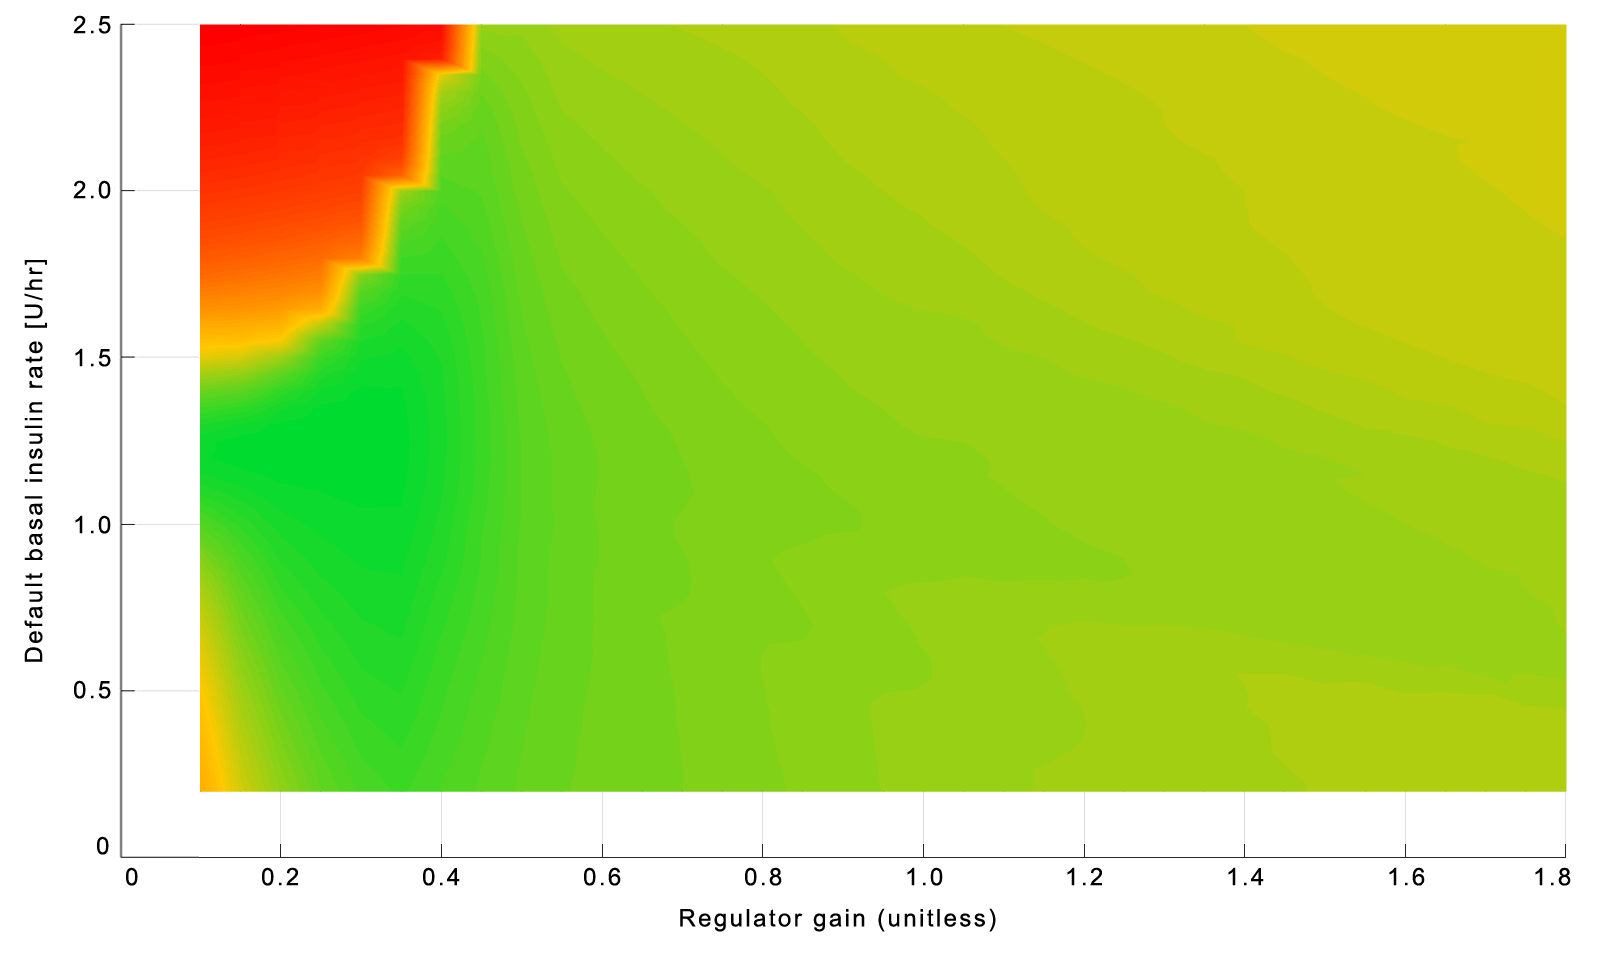 Default basal insulin rate [U/hr]
2.5
2.0
1.5
1.0
0.5
0
0 0.2 0.4 0.6 0.8 1.0 1.2 1.4 1.6 1.8
Regulator gain (unitless)